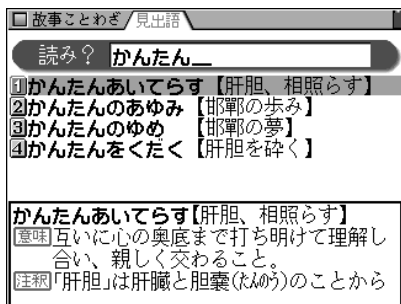 故事ことわざ/見出語
読み？ かんたん＿
1かんたんあいてらす【肝胆、相照らす】
2かんたんのあゆみ【邯鄲の歩み】
3かんたんのゆめ【邯鄲の夢】
4かんたんをくだく【肝胆を砕く】
かんたんあいてらす【肝胆、相照らす】
意味 互いに心の奥底まで打ち明けて理解し
合い、親しく交わること。
注釈 「肝胆」は肝臓と胆嚢(たんのう)のことから